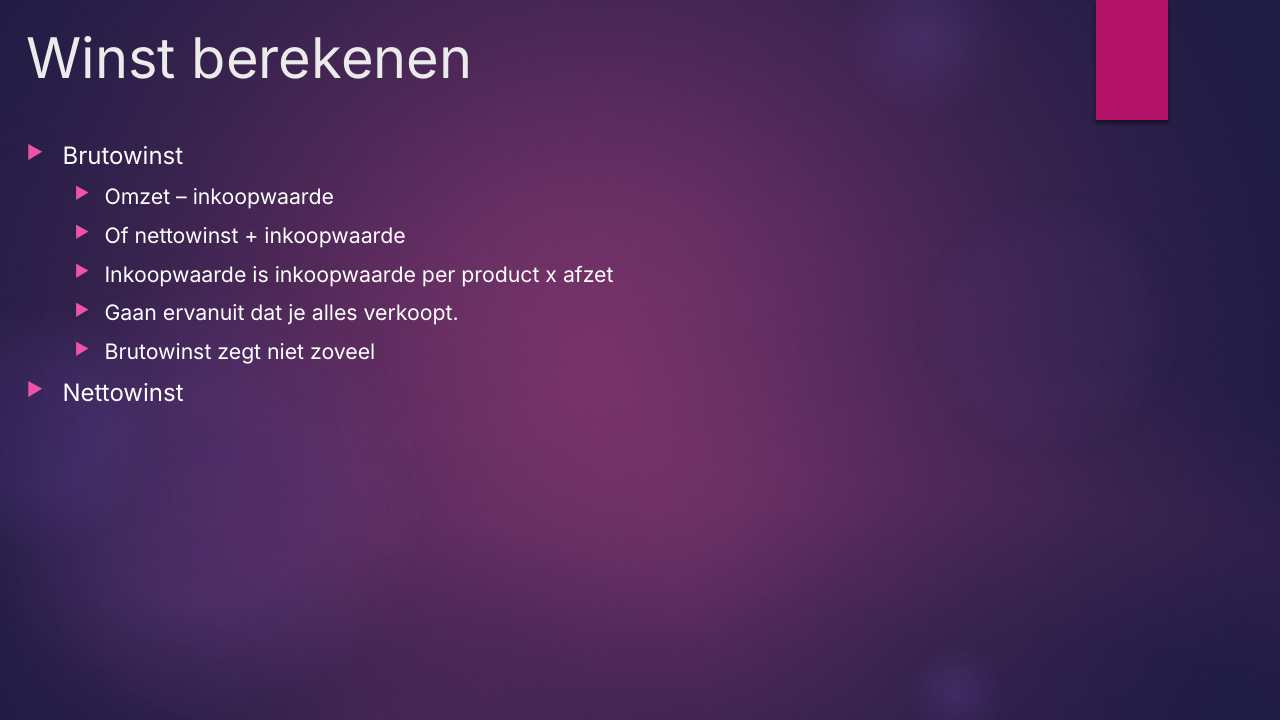 Winst berekenen
Brutowinst
Omzet – inkoopwaarde
Of nettowinst + inkoopwaarde
Inkoopwaarde is inkoopwaarde per product x afzet
Gaan ervanuit dat je alles verkoopt.
Brutowinst zegt niet zoveel
Nettowinst